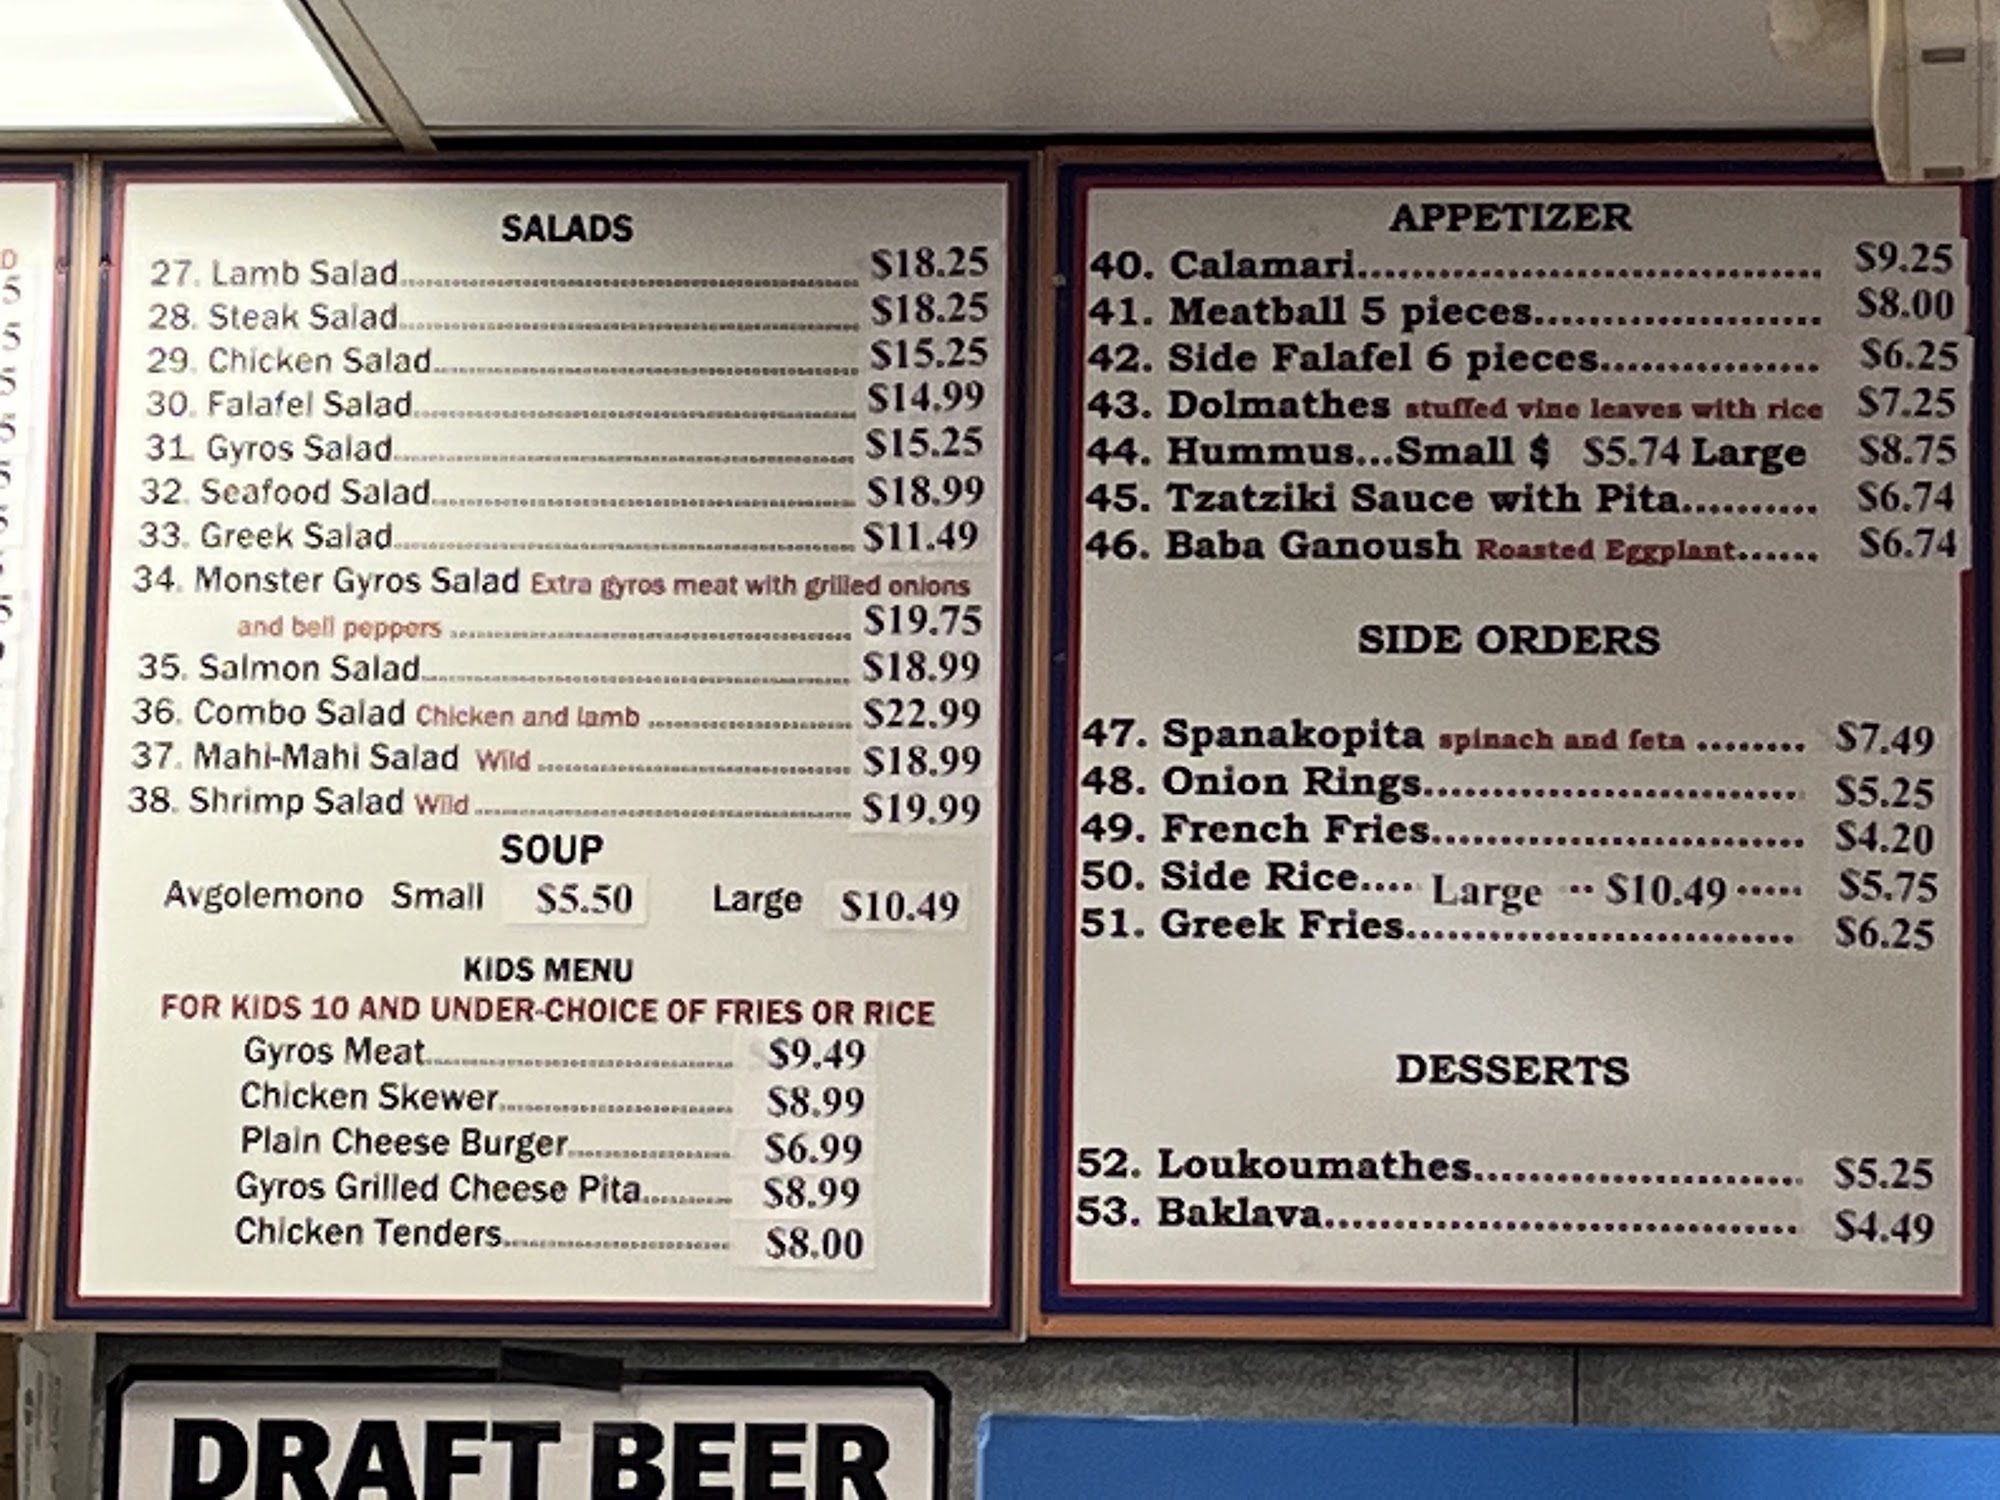 SALADS
27. Lamb Salad........ $18.25
28. Steak Salad........ $18.25
29. Chicken Salad........ $15.25
30. Falafel Salad........ $14.99
31. Gyros Salad........ $15.25
32. Seafood Salad........ $18.99
33. Greek Salad........ $11.49
34. Monster Gyros Salad Extra gyros meat with grilled onions
and bell peppers ........ $19.75
35. Salmon Salad........ $18.99
36. Combo Salad Chicken and lamb ........ $22.99
37. Mahi-Mahi Salad Wild ........ $18.99
38. Shrimp Salad Wild ........ $19.99
SOUP
Avgolemono Small $5.50 Large $10.49
KIDS MENU
FOR KIDS 10 AND UNDER-CHOICE OF FRIES OR RICE
Gyros Meat........ $9.49
Chicken Skewer........ $8.99
Plain Cheese Burger........ $6.99
Gyros Grilled Cheese Pita........ $8.99
Chicken Tenders........ $8.00
APPETIZER
40. Calamari........ $9.25
41. Meatball 5 pieces........ $8.00
42. Side Falafel 6 pieces........ $6.25
43. Dolmathes stuffed vine leaves with rice $7.25
44. Hummus...Small $ $5.74 Large $8.75
45. Tzatziki Sauce with Pita.......... $6.74
46. Baba Ganoush Roasted Eggplant...... $6.74
SIDE ORDERS
47. Spanakopita spinach and feta ........ $7.49
48. Onion Rings........ $5.25
49. French Fries........ $4.20
50. Side Rice.... Large .. $10.49 ..... $5.75
51. Greek Fries........ $6.25
DESSERTS
52. Loukoumathes........ $5.25
53. Baklava........ $4.49
DRAFT BEER